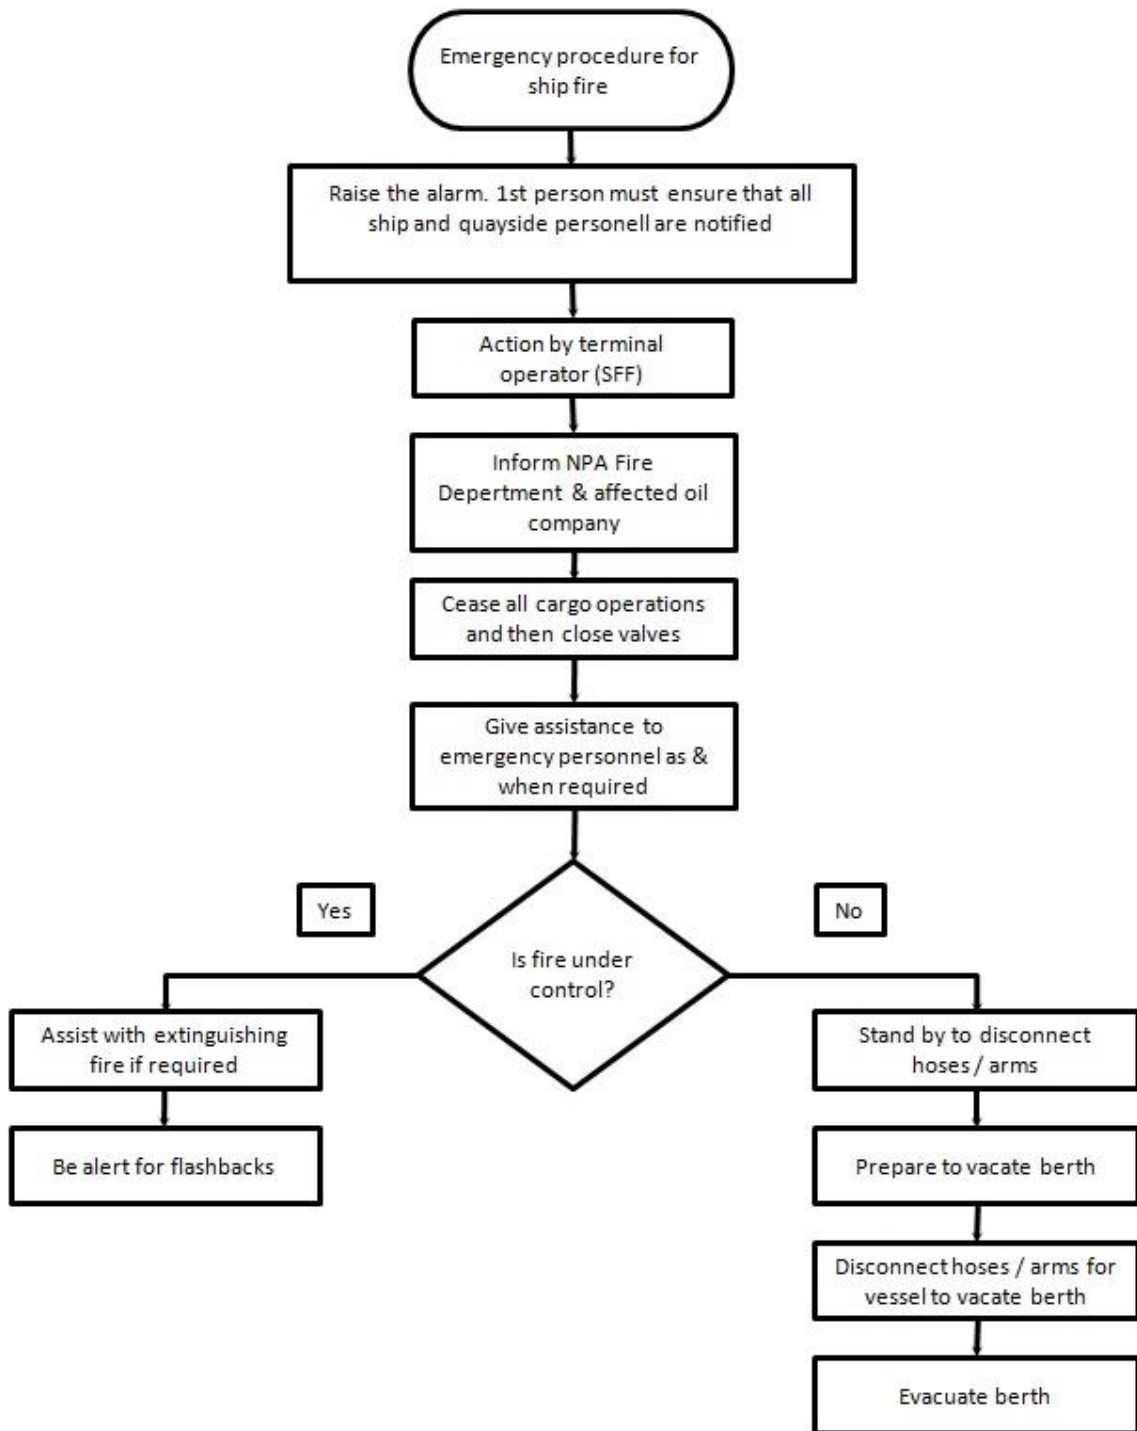 Emergency procedure for
ship fire
Raise the alarm. 1st person must ensure that all
ship and quayside personell are notified
Action by terminal
operator (SFF)
Inform NPA Fire
Depertment & affected oil
company
Cease all cargo operations
and then close valves
Give assistance to
emergency personnel as &
when required
Is fire under
control?
Yes
Assist with extinguishing
fire if required
Be alert for flashbacks
No
Stand by to disconnect
hoses / arms
Prepare to vacate berth
Disconnect hoses / arms for
vessel to vacate berth
Evacuate berth